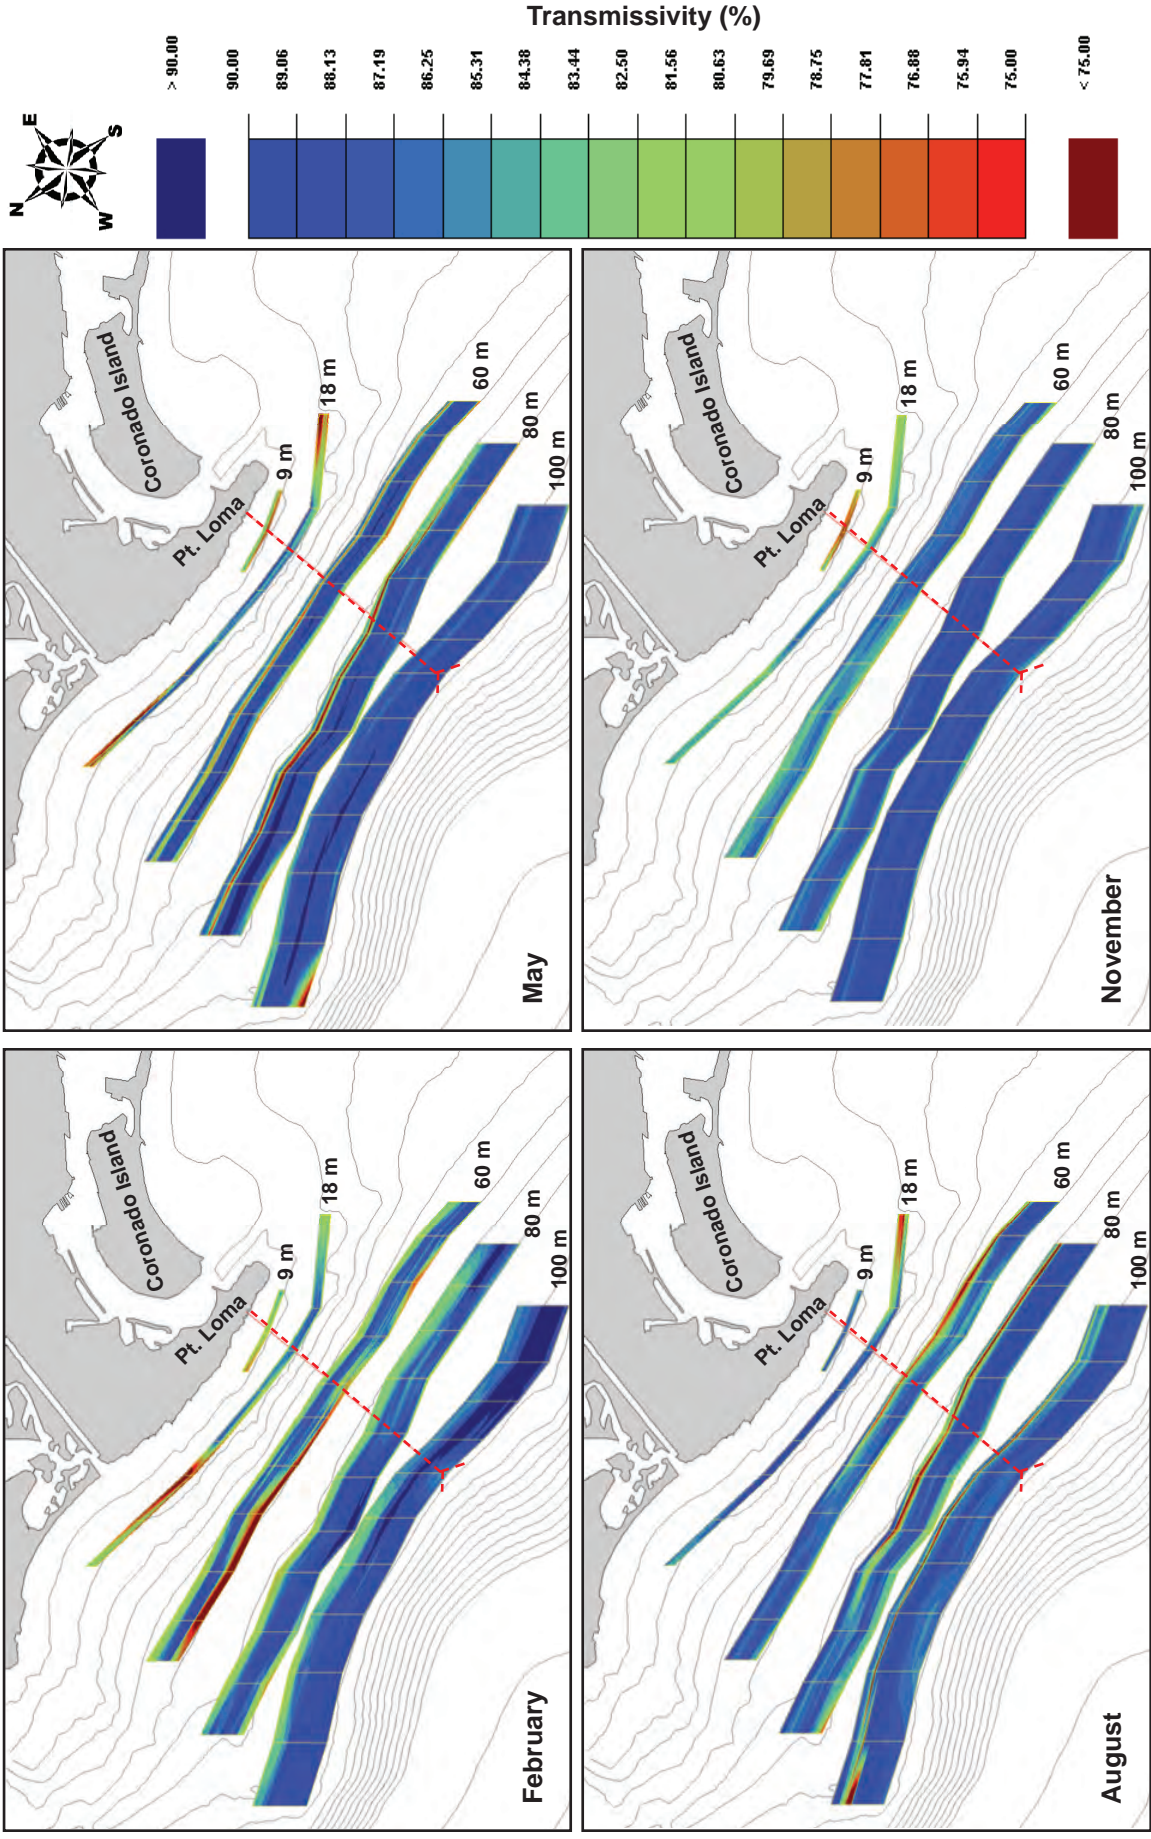 Transmissivity (%)
> 90.00
90.00
89.06
88.13
87.19
86.25
85.31
84.38
83.44
82.50
81.56
80.63
79.69
78.75
77.81
76.88
75.94
75.00
< 75.00
N
E
S
W
Coronado Island
Pt. Loma
9 m
18 m
60 m
80 m
100 m
May
Coronado Island
Pt. Loma
9 m
18 m
60 m
80 m
100 m
November
Coronado Island
Pt. Loma
9 m
18 m
60 m
80 m
100 m
February
Coronado Island
Pt. Loma
9 m
18 m
60 m
80 m
100 m
August